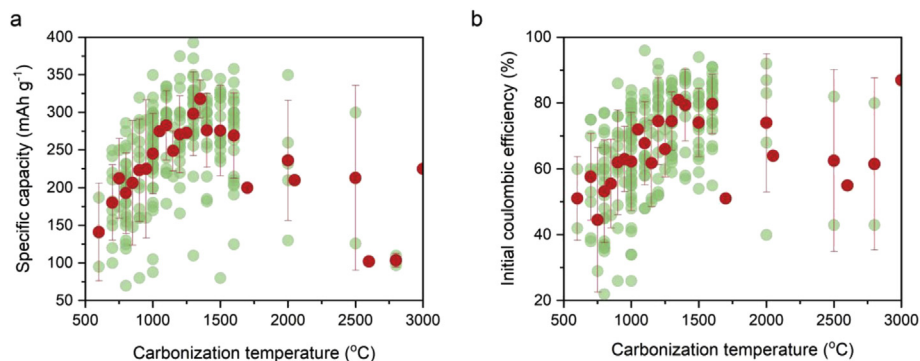 a
400
350
300
250
200
150
100
50
Specific capacity (mAh g⁻¹)
500 1000 1500 2000 2500 3000
Carbonization temperature (°C)
b
100
80
60
40
20
Initial coulombic efficiency (%)
500 1000 1500 2000 2500 3000
Carbonization temperature (°C)